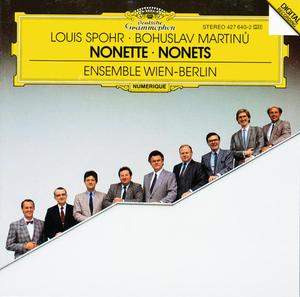 Deutsche
Grammophon
STEREO 427 640-2
LOUIS SPOHR · BOHUSLAV MARTINŮ
NONETTE · NONETS
ENSEMBLE WIEN-BERLIN
NUMERIQUE
DIGITAL